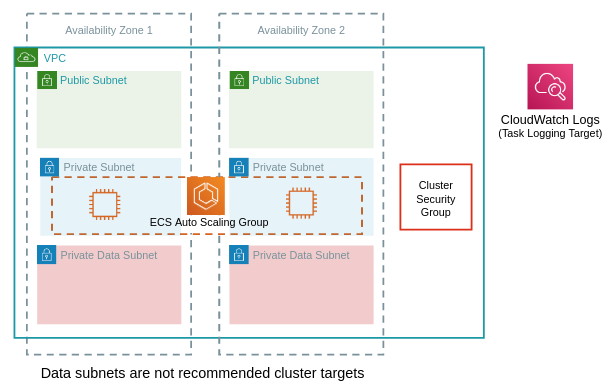 Availability Zone 1
Availability Zone 2
VPC
Public Subnet
Public Subnet
CloudWatch Logs
(Task Logging Target)
Private Subnet
Private Subnet
Cluster
Security
Group
ECS Auto Scaling Group
Private Data Subnet
Private Data Subnet
Data subnets are not recommended cluster targets